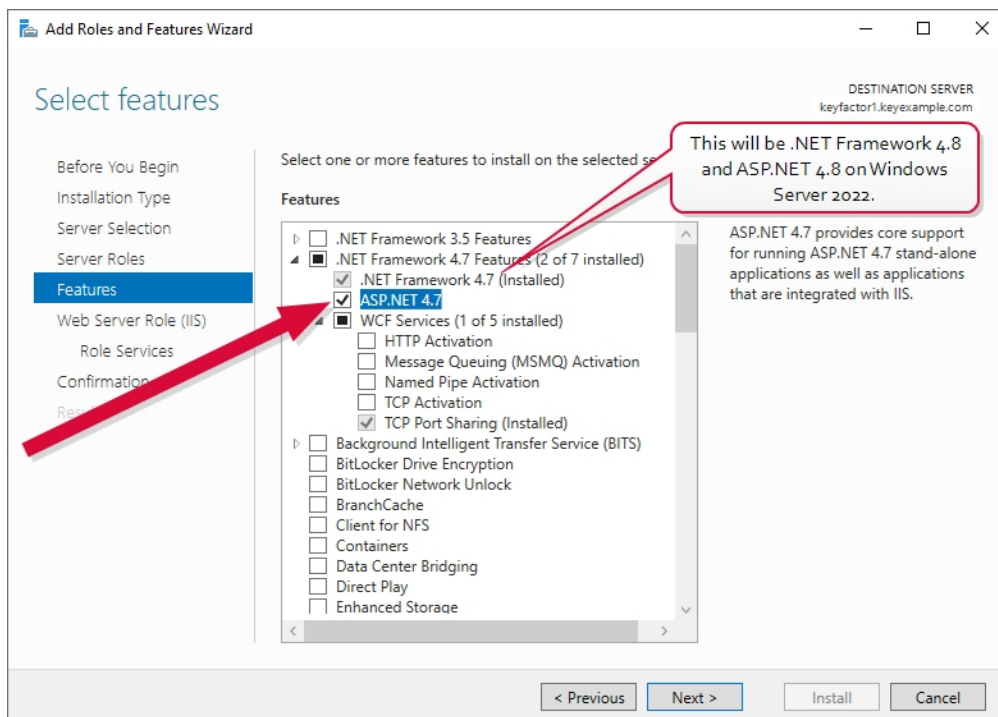 Add Roles and Features Wizard
Select features
DESTINATION SERVER
keyfactor1.keyexample.com
Before You Begin
Installation Type
Server Selection
Server Roles
Features
Web Server Role (IIS)
Role Services
Confirmation
Select one or more features to install on the selected
Features
.NET Framework 3.5 Features
.NET Framework 4.7 Features (2 of 7 installed)
.NET Framework 4.7 (Installed)
ASP.NET 4.7
WCF Services (1 of 5 installed)
HTTP Activation
Message Queuing (MSMQ) Activation
Named Pipe Activation
TCP Activation
TCP Port Sharing (Installed)
Background Intelligent Transfer Service (BITS)
BitLocker Drive Encryption
BitLocker Network Unlock
BranchCache
Client for NFS
Containers
Data Center Bridging
Direct Play
Enhanced Storage
This will be .NET Framework 4.8
and ASP.NET 4.8 on Windows
Server 2022.
ASP.NET 4.7 provides core support
for running ASP.NET 4.7 stand-alone
applications as well as applications
that are integrated with IIS.
< Previous
Next >
Install
Cancel